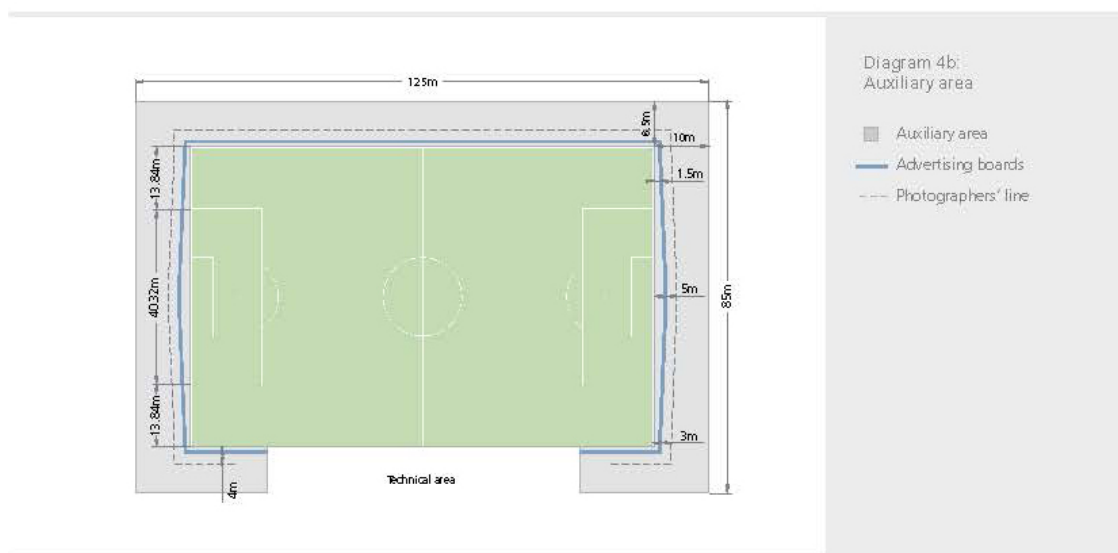 Diagram 4b:
Auxiliary area
Auxiliary area
Advertising boards
Photographers' line
125m
6.5m
10m
13.84m
1.5m
4032m
5m
85m
13.84m
3m
4m
Technical area